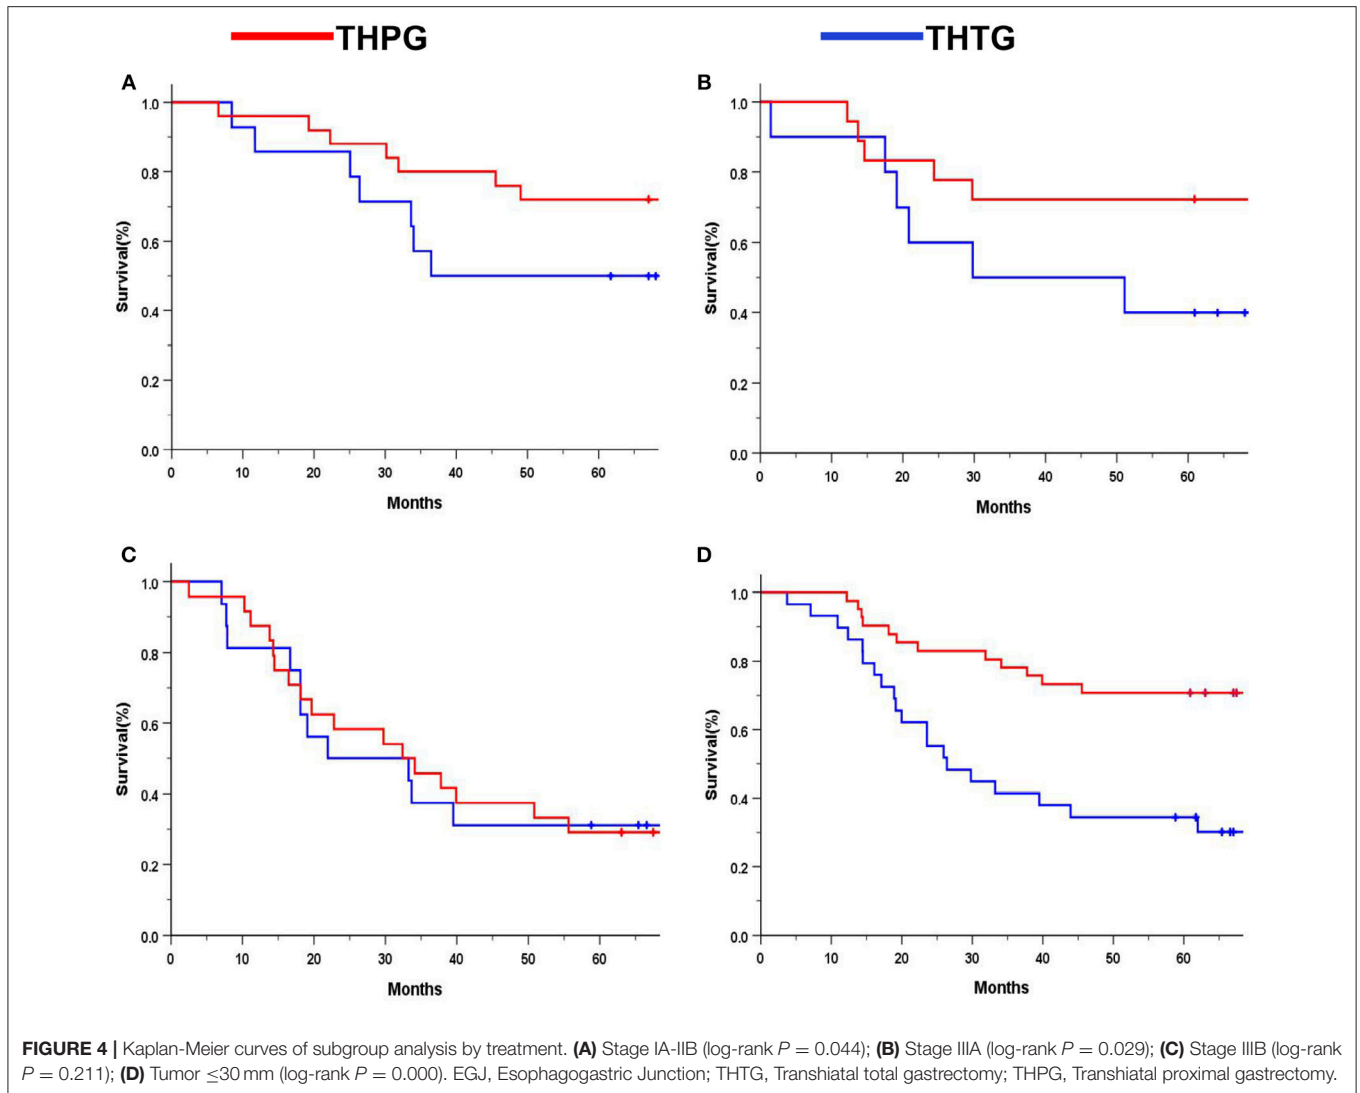 THPG
THTG
A
1.0
0.8
0.6
0.4
0.2
0.0
Survival(%)
0 10 20 30 40 50 60
Months
B
1.0
0.8
0.6
0.4
0.2
0.0
Survival(%)
0 10 20 30 40 50 60
Months
C
1.0
0.8
0.6
0.4
0.2
0.0
Survival(%)
0 10 20 30 40 50 60
Months
D
1.0
0.8
0.6
0.4
0.2
0.0
Survival(%)
0 10 20 30 40 50 60
Months
FIGURE 4 | Kaplan-Meier curves of subgroup analysis by treatment. (A) Stage IA-IIB (log-rank P = 0.044); (B) Stage IIIA (log-rank P = 0.029); (C) Stage IIIB (log-rank
P = 0.211); (D) Tumor ≤30 mm (log-rank P = 0.000). EGJ, Esophagogastric Junction; THTG, Transhiatal total gastrectomy; THPG, Transhiatal proximal gastrectomy.